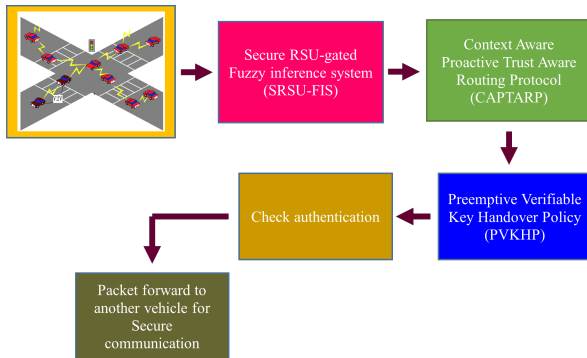 Secure RSU-gated
Fuzzy inference system
(SRSU-FIS)
Context Aware
Proactive Trust Aware
Routing Protocol
(CAPTARP)
Preemptive Verifiable
Key Handover Policy
(PVKHP)
Check authentication
Packet forward to
another vehicle for
Secure
communication